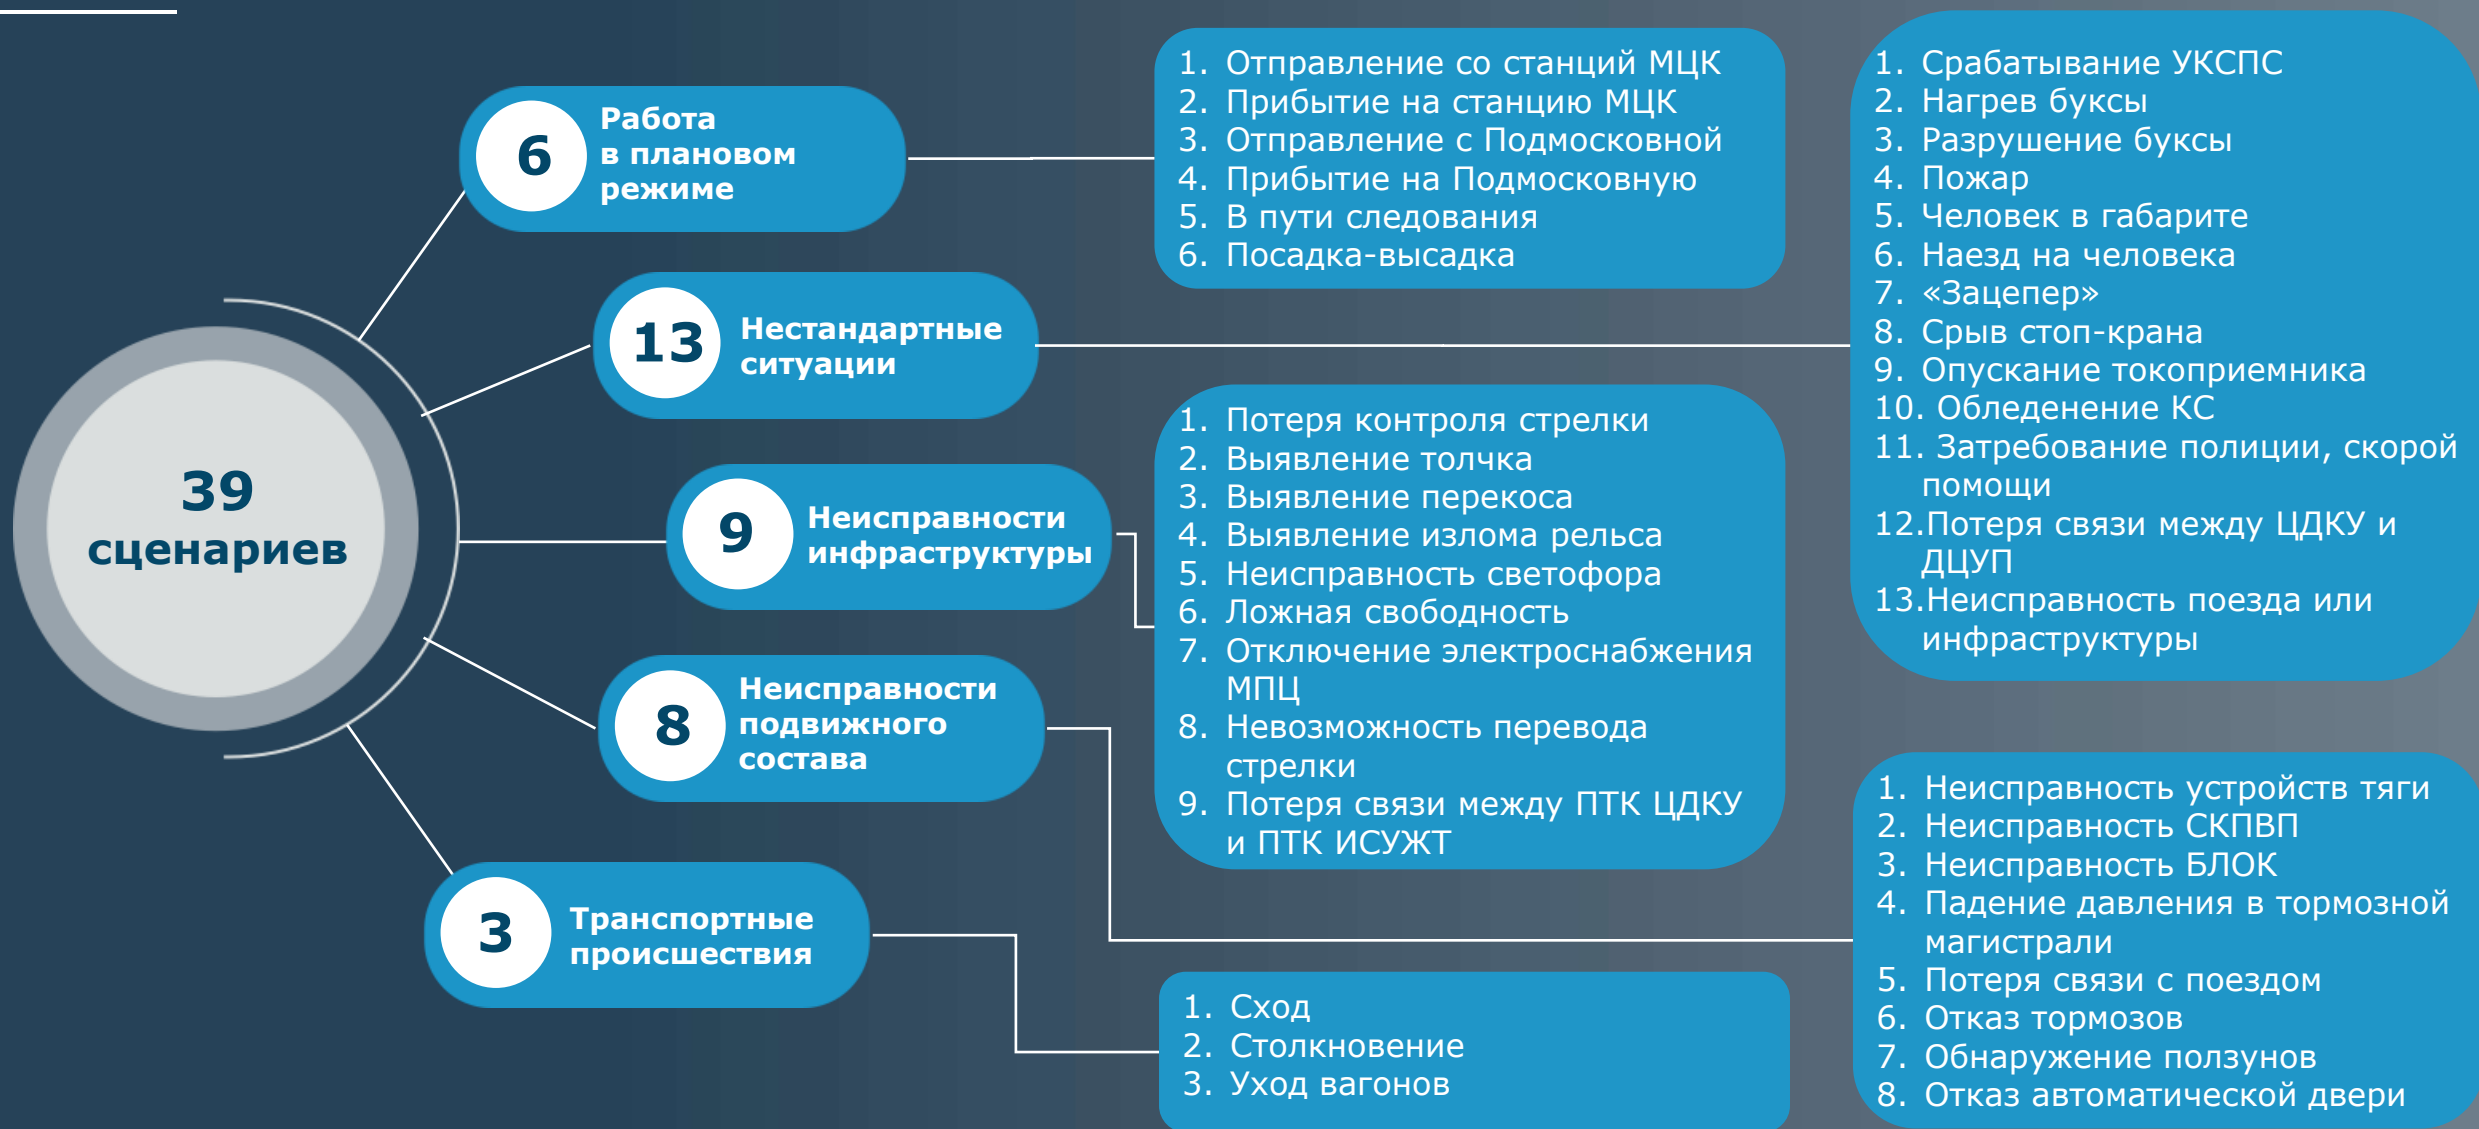 39
сценариев
6
Работа
в плановом
режиме
1. Отправление со станций МЦК
2. Прибытие на станцию МЦК
3. Отправление с Подмосковной
4. Прибытие на Подмосковную
5. В пути следования
6. Посадка-высадка
13
Нестандартные
ситуации
1. Срабатывание УКСПС
2. Нагрев буксы
3. Разрушение буксы
4. Пожар
5. Человек в габарите
6. Наезд на человека
7. «Зацепер»
8. Срыв стоп-крана
9. Опускание токоприемника
10. Обледенение КС
11. Затребование полиции, скорой
помощи
12.Потеря связи между ЦДКУ и
ДЦУП
13.Неисправность поезда или
инфраструктуры
9
Неисправности
инфраструктуры
1. Потеря контроля стрелки
2. Выявление толчка
3. Выявление перекоса
4. Выявление излома рельса
5. Неисправность светофора
6. Ложная свободность
7. Отключение электроснабжения
МПЦ
8. Невозможность перевода
стрелки
9. Потеря связи между ПТК ЦДКУ
и ПТК ИСУЖТ
8
Неисправности
подвижного
состава
1. Неисправность устройств тяги
2. Неисправность СКПВП
3. Неисправность БЛОК
4. Падение давления в тормозной
магистрали
5. Потеря связи с поездом
6. Отказ тормозов
7. Обнаружение ползунов
8. Отказ автоматической двери
3
Транспортные
происшествия
1. Сход
2. Столкновение
3. Уход вагонов